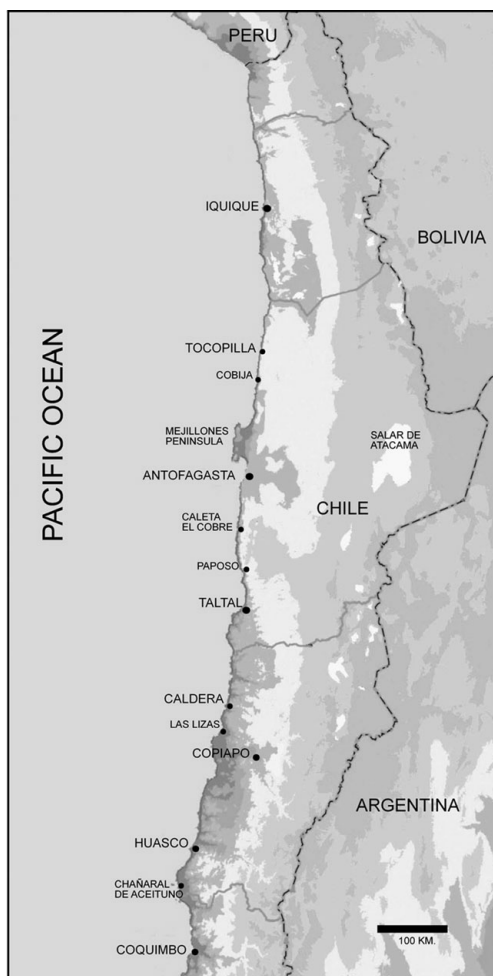 PERU
IQUIQUE
BOLIVIA
PACIFIC OCEAN
TOCOPILLA
COBIJA
MEJILLONES
PENINSULA
SALAR DE
ATACAMA
ANTOFAGASTA
CHILE
CALETA
EL COBRE
PAPOSO
TALTAL
CALDERA
LAS LIZAS
COPIAPO
ARGENTINA
HUASCO
CHAÑARAL
DE ACEITUNO
COQUIMBO
100 KM.